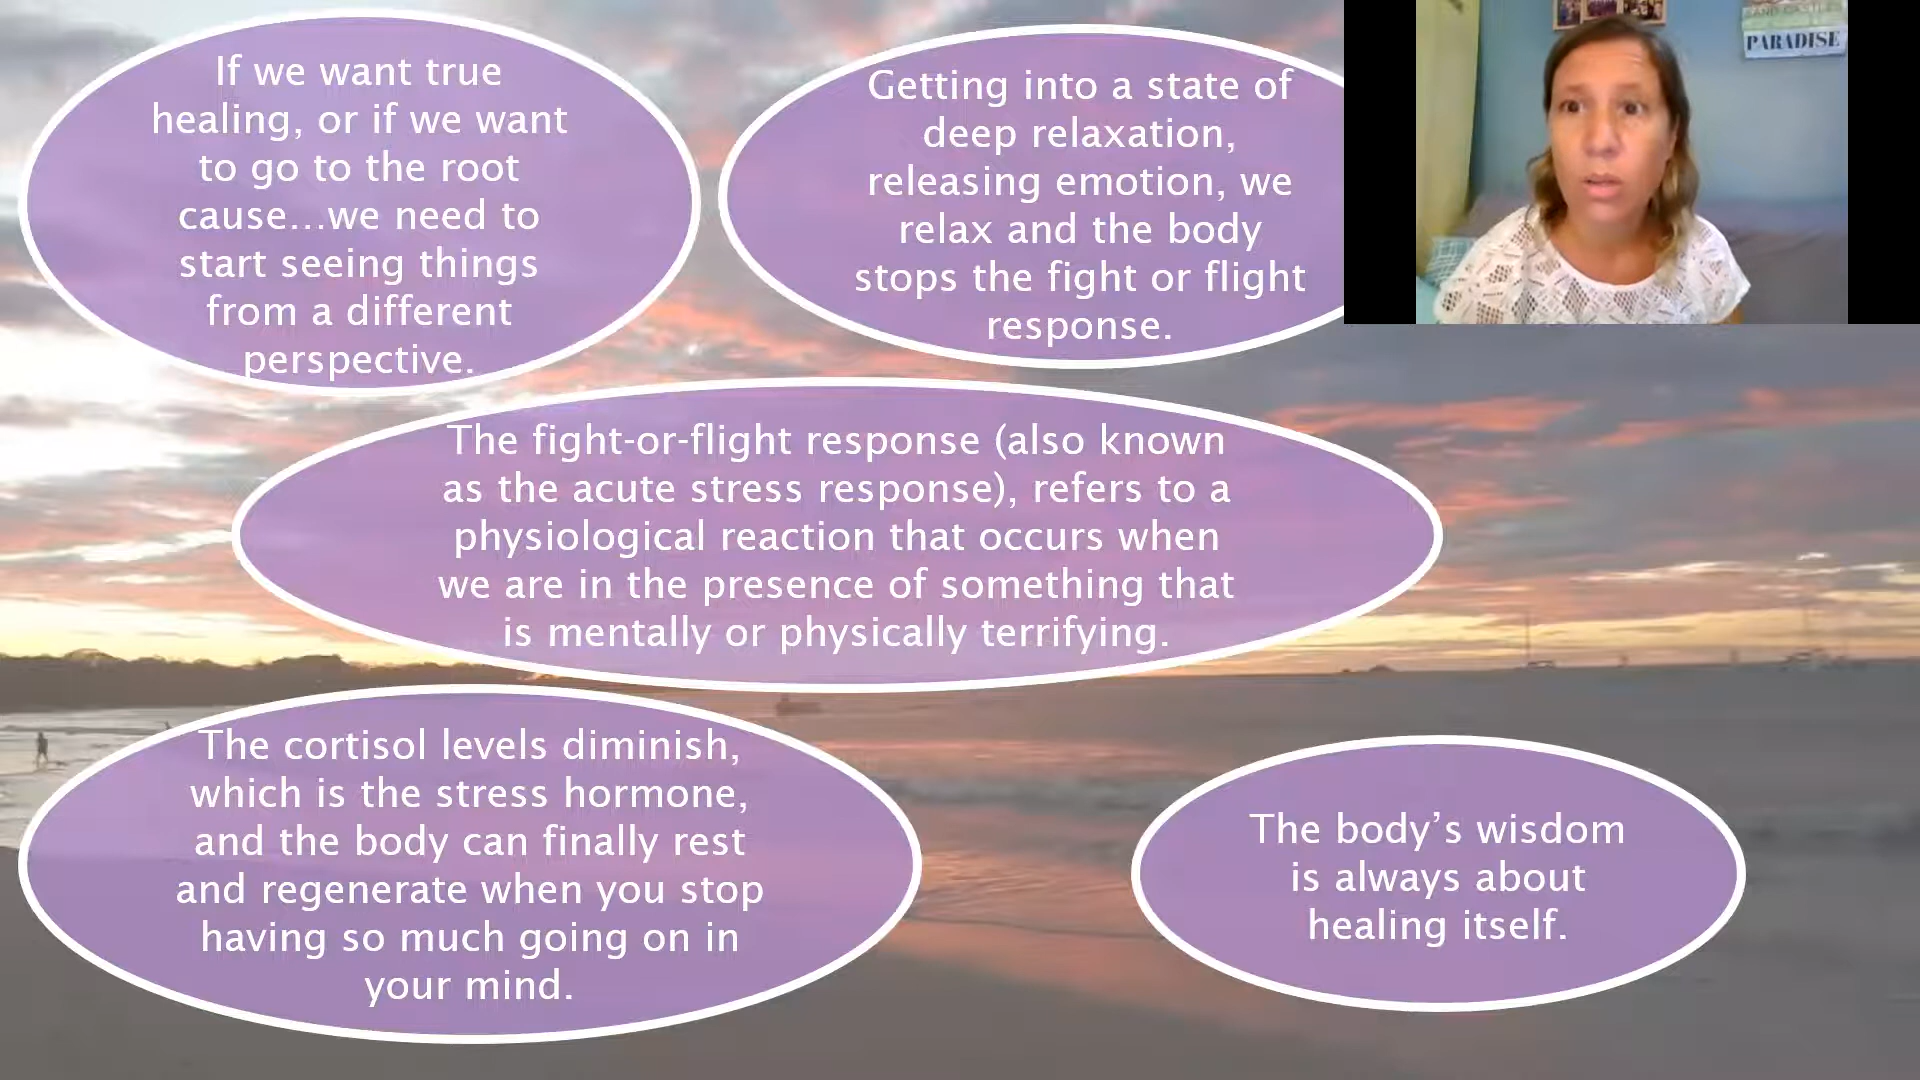 If we want true
healing, or if we want
to go to the root
cause...we need to
start seeing things
from a different
perspective.
Getting into a state of
deep relaxation,
releasing emotion, we
relax and the body
stops the fight or flight
response.
PARADISE
The fight-or-flight response (also known
as the acute stress response), refers to a
physiological reaction that occurs when
we are in the presence of something that
is mentally or physically terrifying.
The cortisol levels diminish,
which is the stress hormone,
and the body can finally rest
and regenerate when you stop
having so much going on in
your mind.
The body’s wisdom
is always about
healing itself.